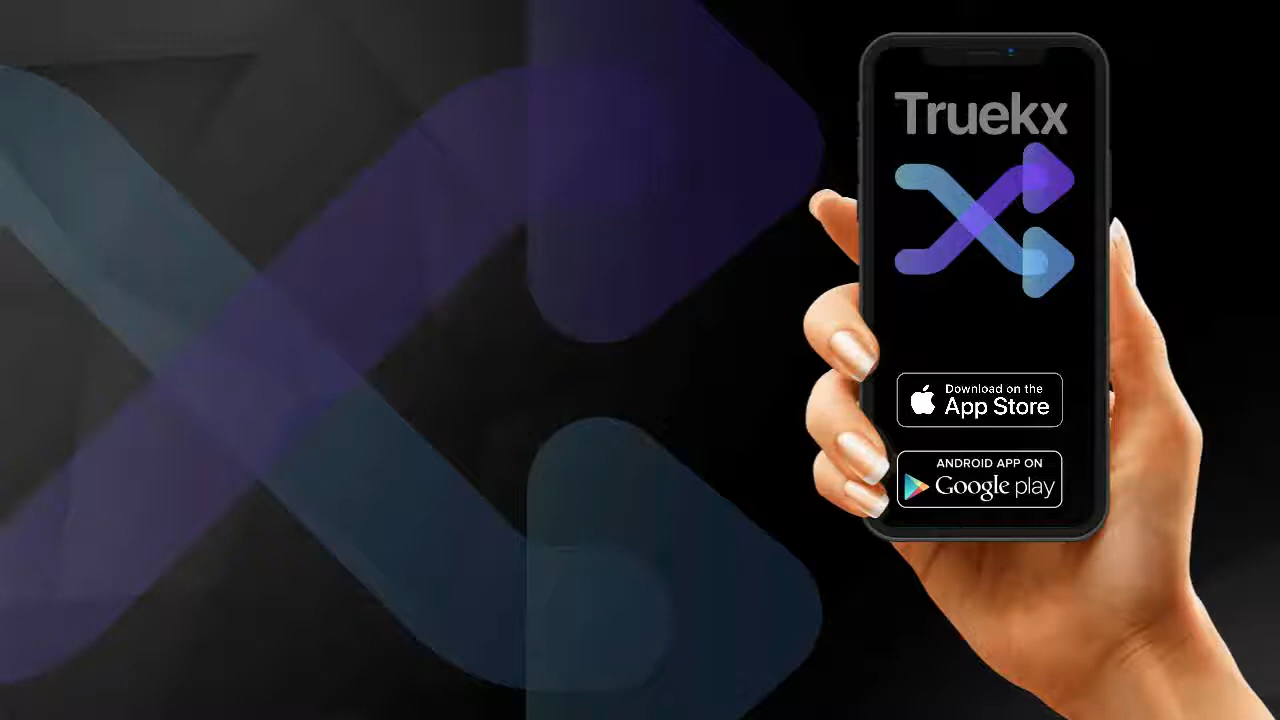 Truekx
Download on the
App Store
ANDROID APP ON
Google play